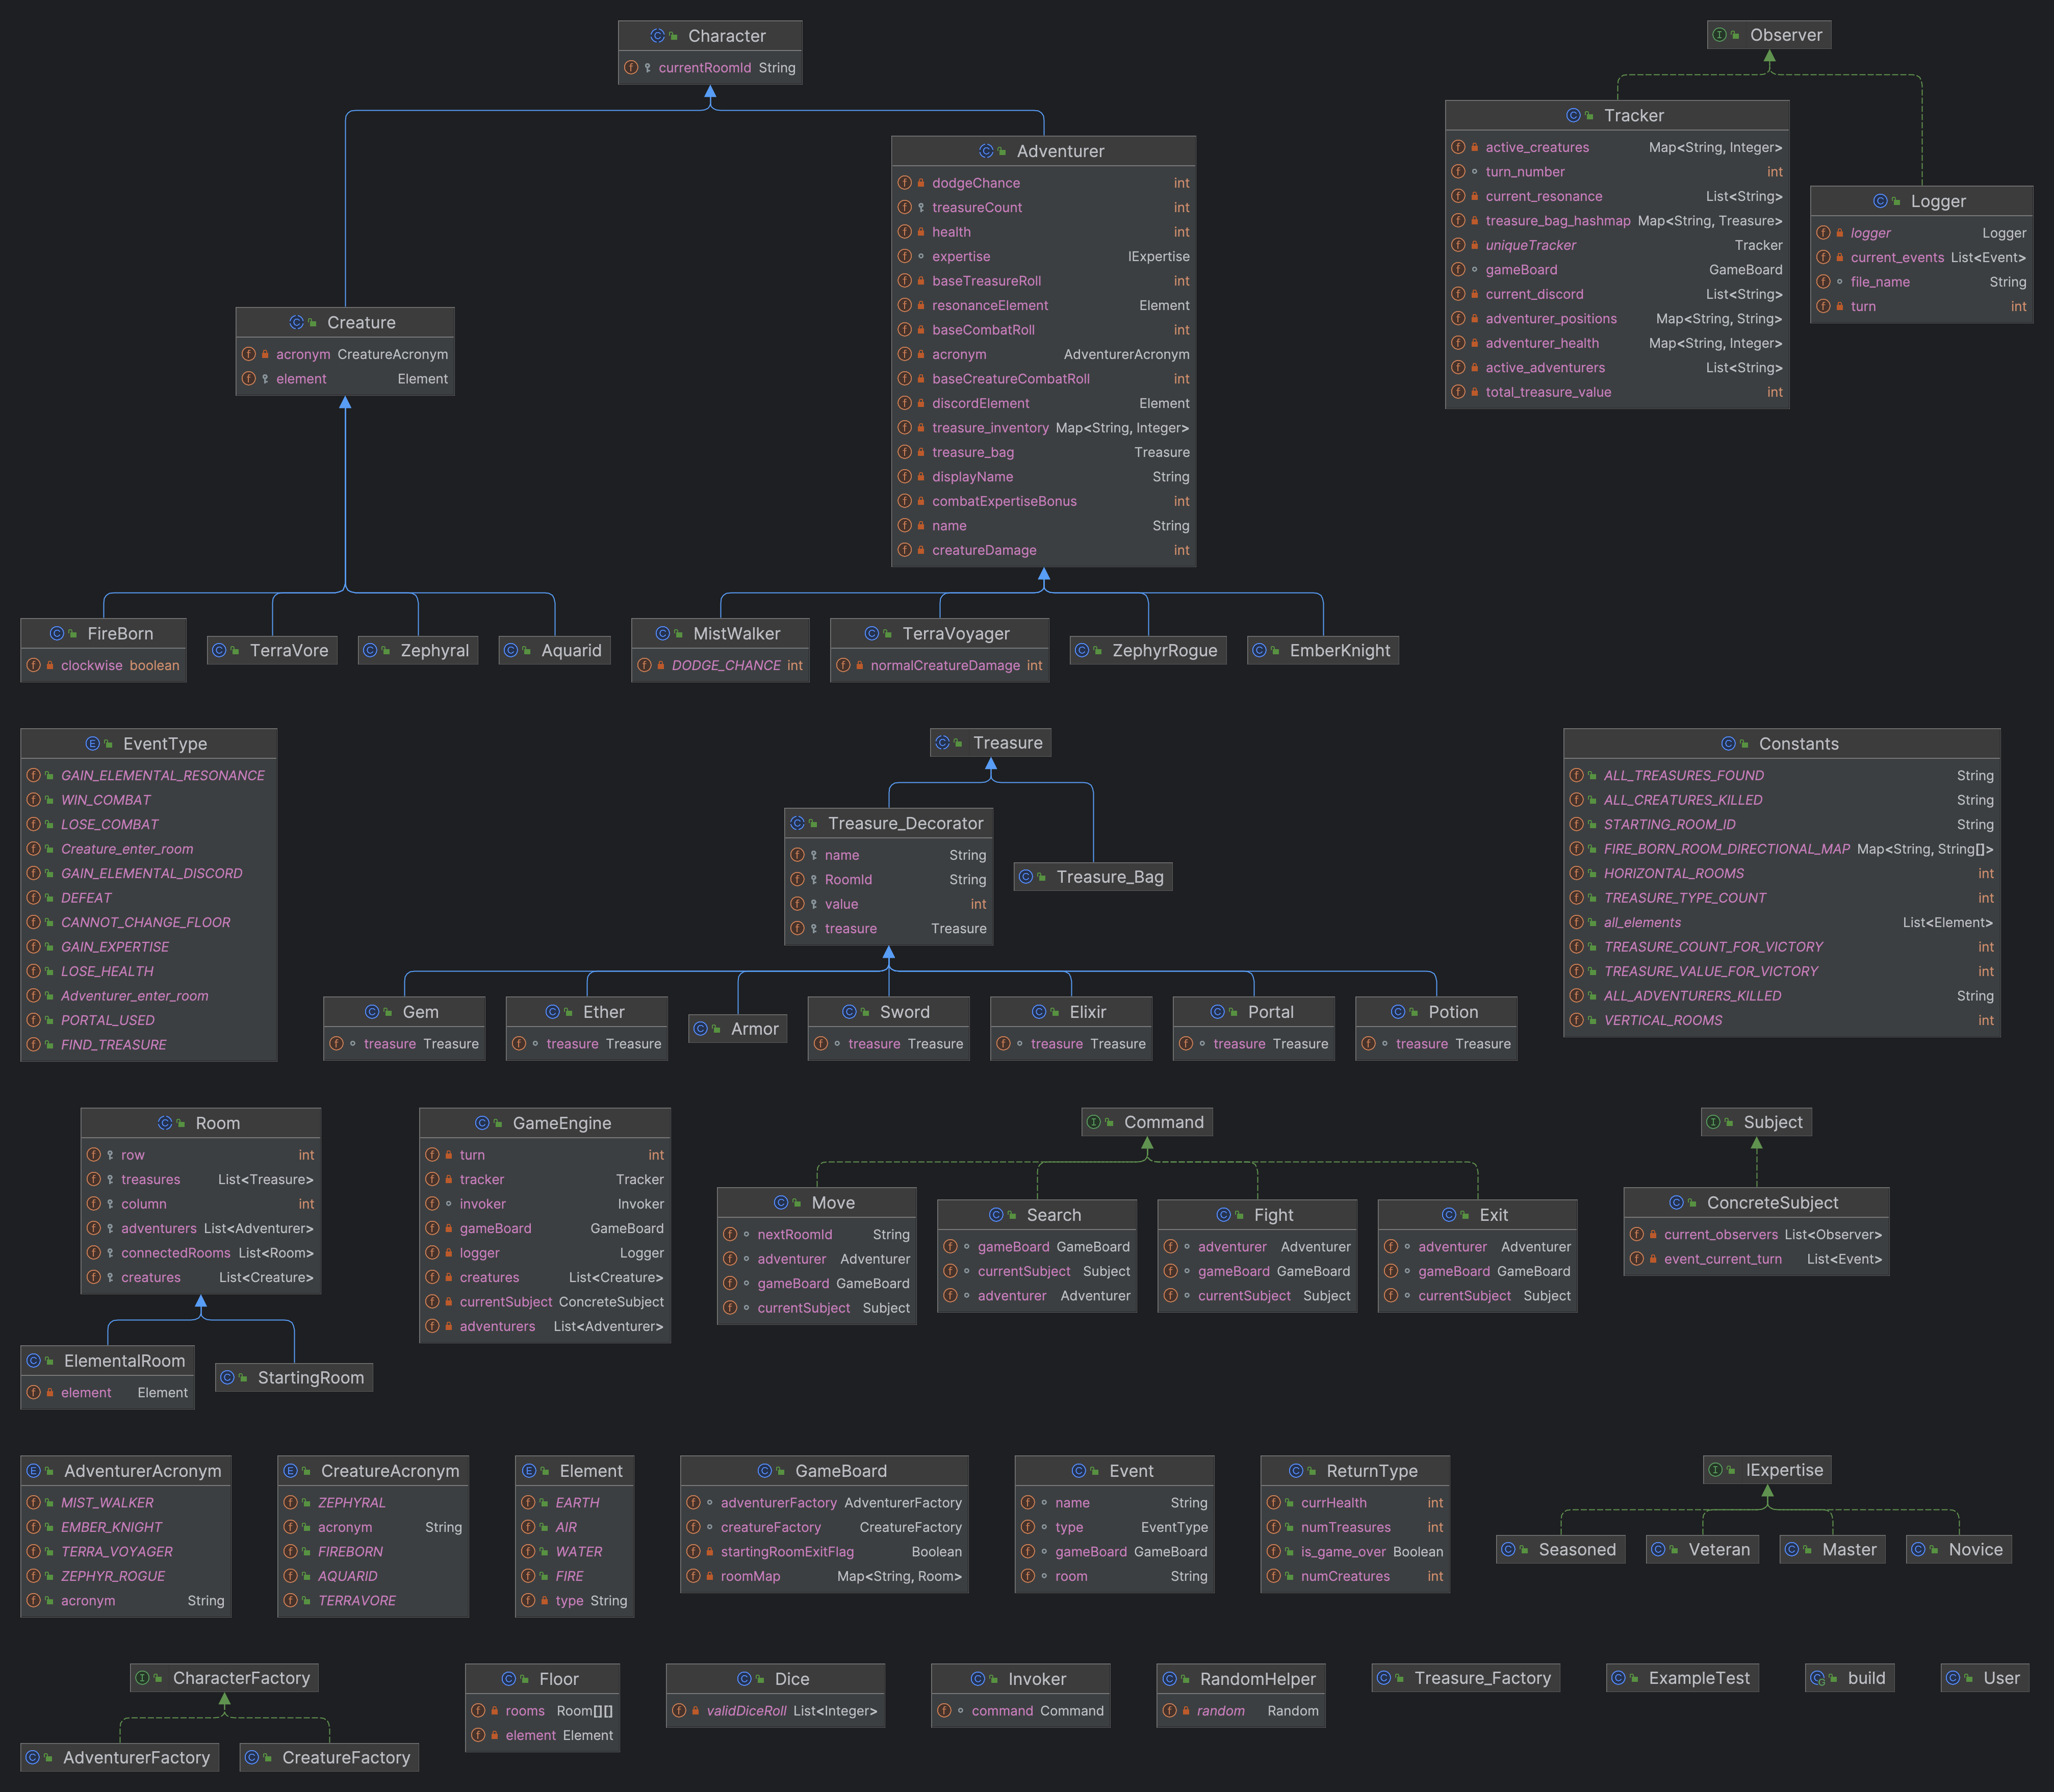 Character
currentRoomId String
Observer
Tracker
active_creatures Map<String, Integer>
turn_number int
current_resonance List<String>
treasure_bag_hashmap Map<String, Treasure>
uniqueTracker Tracker
gameBoard GameBoard
current_discord List<String>
adventurer_positions Map<String, String>
adventurer_health Map<String, Integer>
active_adventurers List<String>
total_treasure_value int
Logger
logger Logger
current_events List<Event>
file_name String
turn int
Adventurer
dodgeChance int
treasureCount int
health int
expertise IExpertise
baseTreasureRoll int
resonanceElement Element
baseCombatRoll int
acronym AdventurerAcronym
baseCreatureCombatRoll int
discordElement Element
treasure_inventory Map<String, Integer>
treasure_bag Treasure
displayName String
combatExpertiseBonus int
name String
creatureDamage int
Creature
acronym CreatureAcronym
element Element
FireBorn
clockwise boolean
TerraVore
Zephyral
Aquarid
MistWalker
DODGE_CHANCE int
TerraVoyager
normalCreatureDamage int
ZephyrRogue
EmberKnight
EventType
GAIN_ELEMENTAL_RESONANCE
WIN_COMBAT
LOSE_COMBAT
Creature_enter_room
GAIN_ELEMENTAL_DISCORD
DEFEAT
CANNOT_CHANGE_FLOOR
GAIN_EXPERTISE
LOSE_HEALTH
Adventurer_enter_room
PORTAL_USED
FIND_TREASURE
Treasure
Treasure_Decorator
name String
RoomId String
value int
treasure Treasure
Treasure_Bag
Gem
treasure Treasure
Ether
treasure Treasure
Armor
Sword
treasure Treasure
Elixir
treasure Treasure
Portal
treasure Treasure
Potion
treasure Treasure
Constants
ALL_TREASURES_FOUND String
ALL_CREATURES_KILLED String
STARTING_ROOM_ID String
FIRE_BORN_ROOM_DIRECTIONAL_MAP Map<String, String[]>
HORIZONTAL_ROOMS int
TREASURE_TYPE_COUNT int
all_elements List<Element>
TREASURE_COUNT_FOR_VICTORY int
TREASURE_VALUE_FOR_VICTORY int
ALL_ADVENTURERS_KILLED String
VERTICAL_ROOMS int
Room
row int
treasures List<Treasure>
column int
adventurers List<Adventurer>
connectedRooms List<Room>
creatures List<Creature>
ElementalRoom
element Element
StartingRoom
GameEngine
turn int
tracker Tracker
invoker Invoker
gameBoard GameBoard
logger Logger
creatures List<Creature>
currentSubject ConcreteSubject
adventurers List<Adventurer>
Command
Move
nextRoomId String
adventurer Adventurer
gameBoard GameBoard
currentSubject Subject
Search
gameBoard GameBoard
currentSubject Subject
adventurer Adventurer
Fight
adventurer Adventurer
gameBoard GameBoard
currentSubject Subject
Exit
adventurer Adventurer
gameBoard GameBoard
currentSubject Subject
Subject
ConcreteSubject
current_observers List<Observer>
event_current_turn List<Event>
AdventurerAcronym
MIST_WALKER
EMBER_KNIGHT
TERRA_VOYAGER
ZEPHYR_ROGUE
acronym String
CreatureAcronym
ZEPHYRAL
acronym String
FIREBORN
AQUARID
TERRAVORE
Element
EARTH
AIR
WATER
FIRE
type String
GameBoard
adventurerFactory AdventurerFactory
creatureFactory CreatureFactory
startingRoomExitFlag Boolean
roomMap Map<String, Room>
Event
name String
type EventType
gameBoard GameBoard
room String
ReturnType
currHealth int
numTreasures int
is_game_over Boolean
numCreatures int
IExpertise
Seasoned
Veteran
Master
Novice
CharacterFactory
AdventurerFactory
CreatureFactory
Floor
rooms Room[][]
element Element
Dice
validDiceRoll List<Integer>
Invoker
command Command
RandomHelper
random Random
Treasure_Factory
ExampleTest
build
User